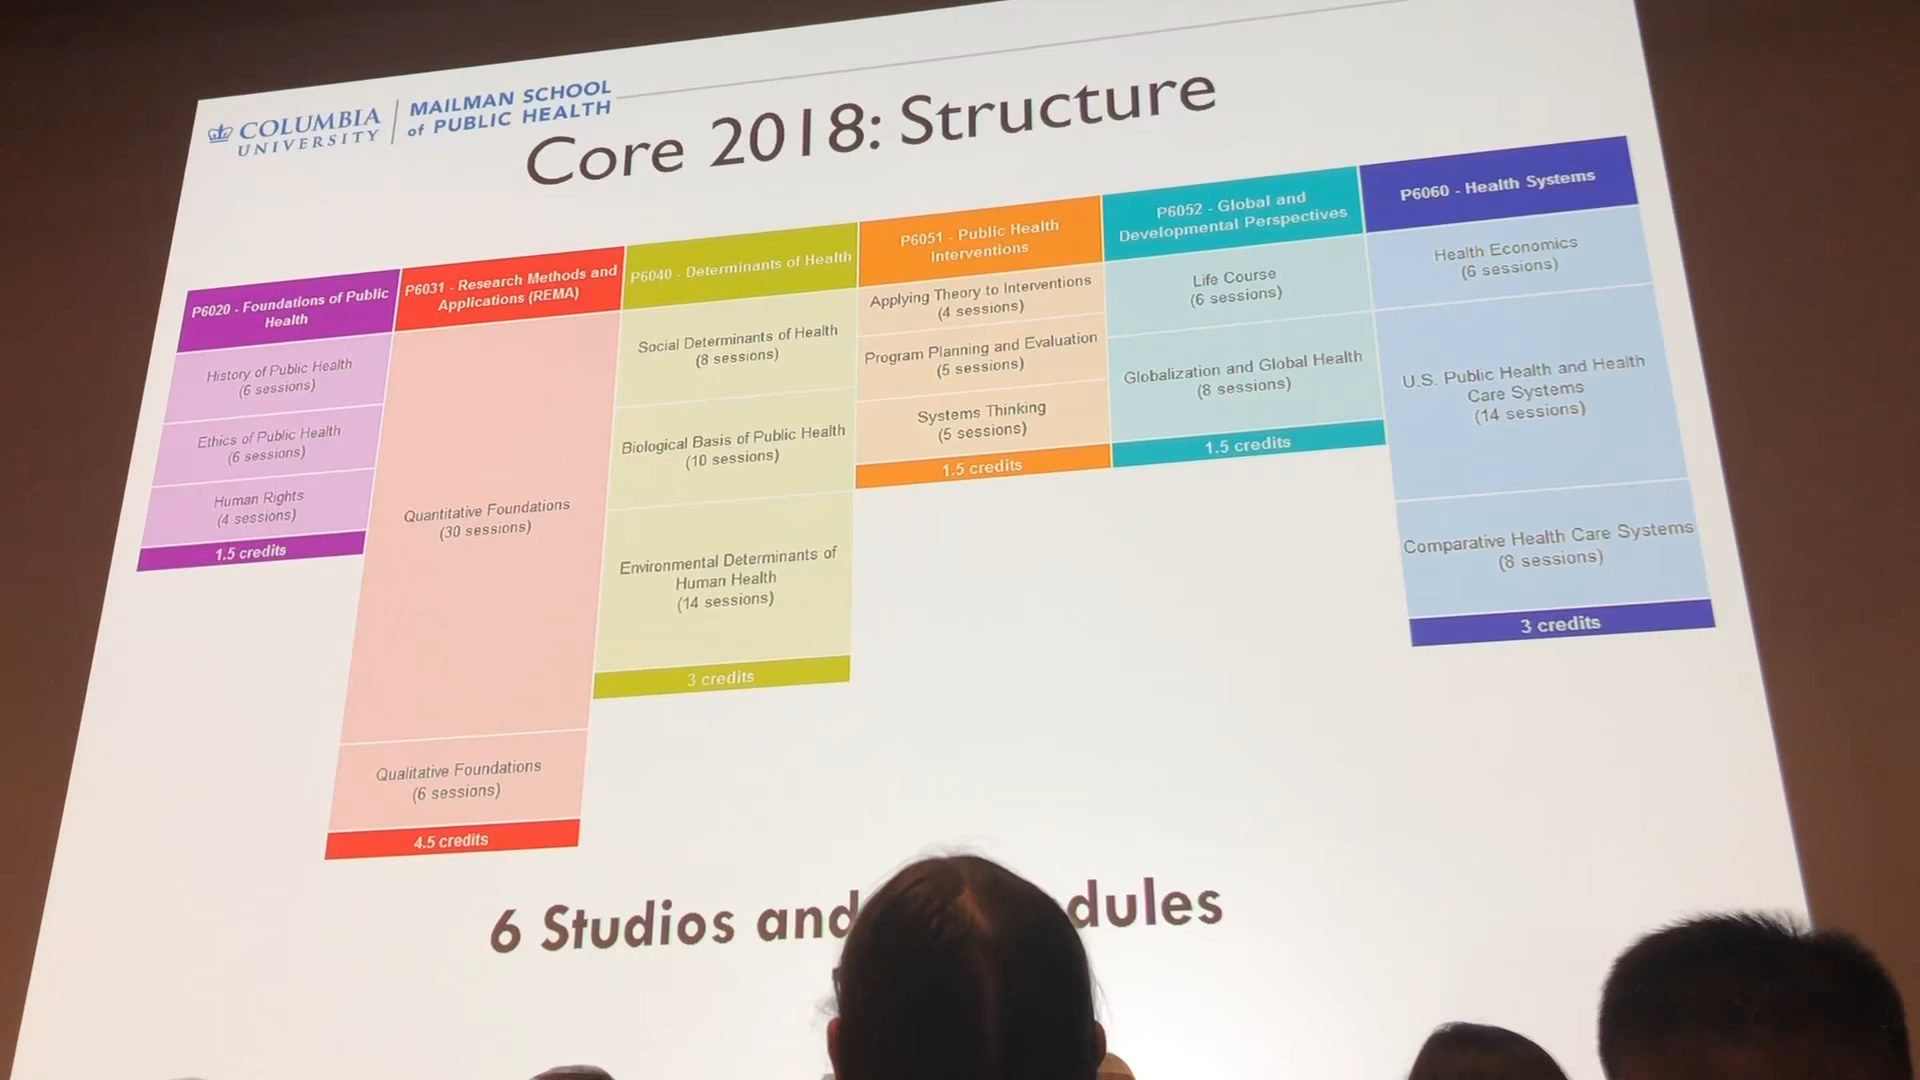 COLUMBIA
UNIVERSITY
MAILMAN SCHOOL
of PUBLIC HEALTH
Core 2018: Structure
P6020 - Foundations of Public
Health
History of Public Health
(6 sessions)
Ethics of Public Health
(6 sessions)
Human Rights
(4 sessions)
1.5 credits
P6031 - Research Methods and
Applications (REMA)
Quantitative Foundations
(30 sessions)
Qualitative Foundations
(6 sessions)
4.5 credits
P6040 - Determinants of Health
Social Determinants of Health
(8 sessions)
Biological Basis of Public Health
(10 sessions)
Environmental Determinants of
Human Health
(14 sessions)
3 credits
P6051 - Public Health
Interventions
Applying Theory to Interventions
(4 sessions)
Program Planning and Evaluation
(5 sessions)
Systems Thinking
(5 sessions)
1.5 credits
P6052 - Global and
Developmental Perspectives
Life Course
(6 sessions)
Globalization and Global Health
(8 sessions)
1.5 credits
P6060 - Health Systems
Health Economics
(6 sessions)
U.S. Public Health and Health
Care Systems
(14 sessions)
Comparative Health Care Systems
(8 sessions)
3 credits
6 Studios and